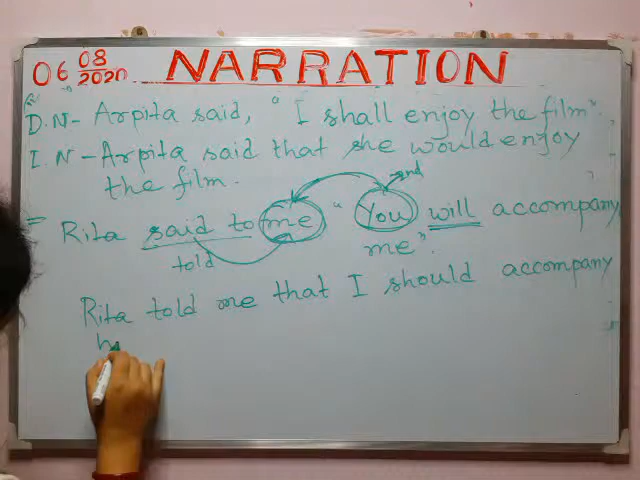 06 08/2020 NARRATION
D.N- Arpita said, "I shall enjoy the film".
I.N-Arpita said that she would enjoy
the film.
2nd
= Rita said to me "You will accompany
told me".
Rita told me that I should accompany